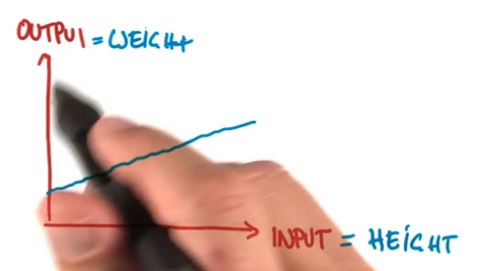 OUTPUT = WEIGHT
INPUT = HEIGHT